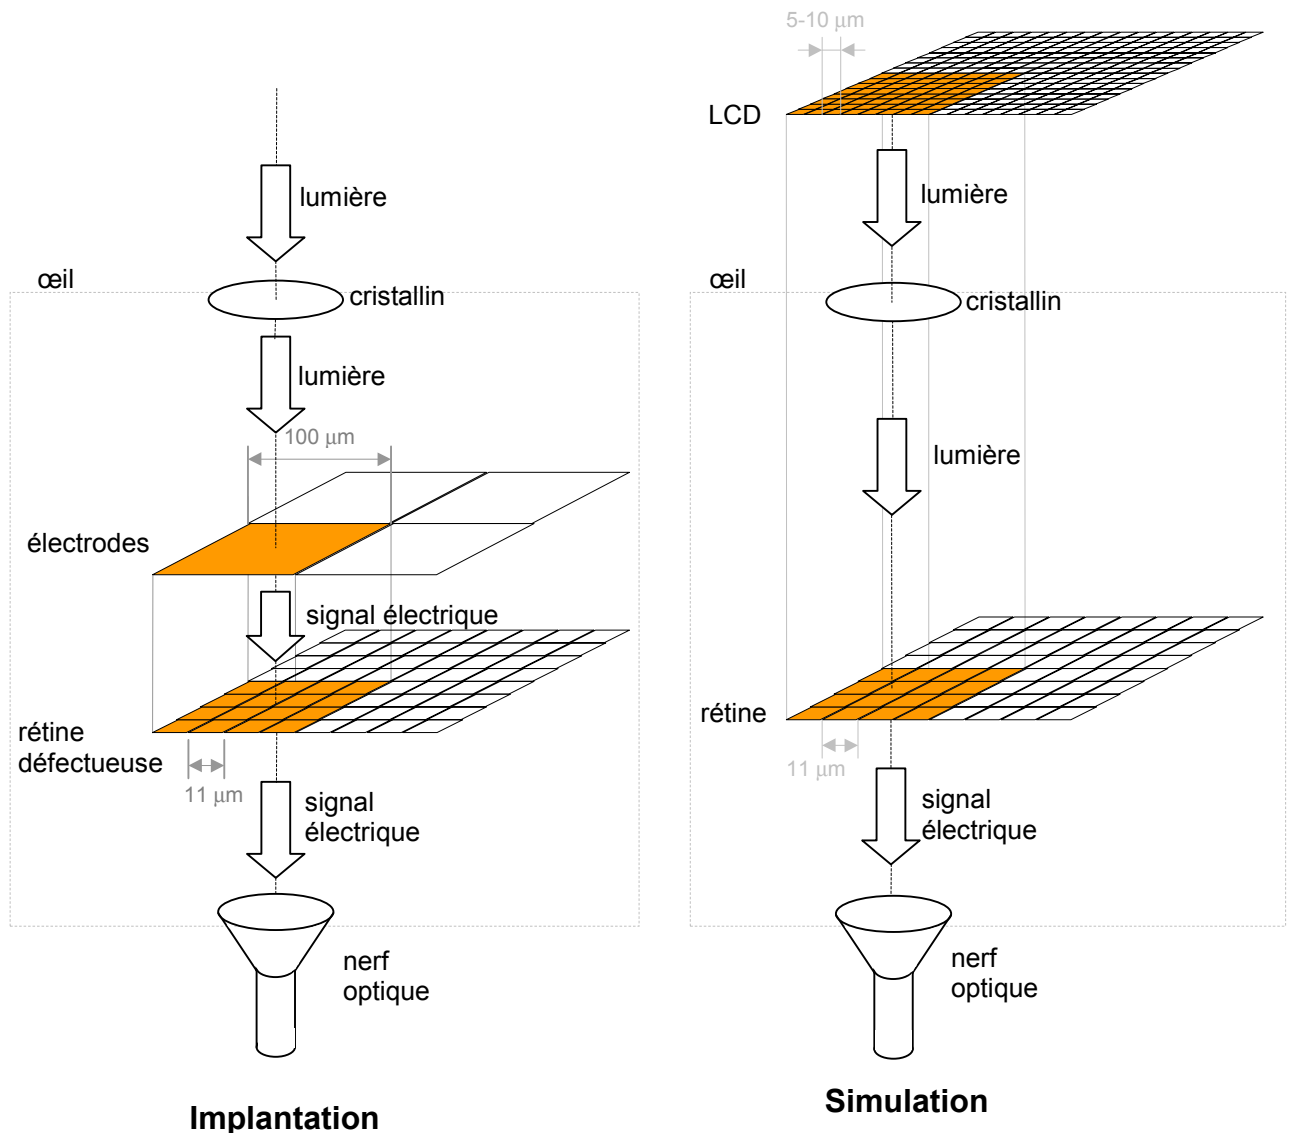 lumière
œil
cristallin
lumière
100 μm
électrodes
signal électrique
rétine
défectueuse
11 μm
signal
électrique
nerf
optique
Implantation
5-10 μm
LCD
lumière
œil
cristallin
lumière
rétine
11 μm
signal
électrique
nerf
optique
Simulation